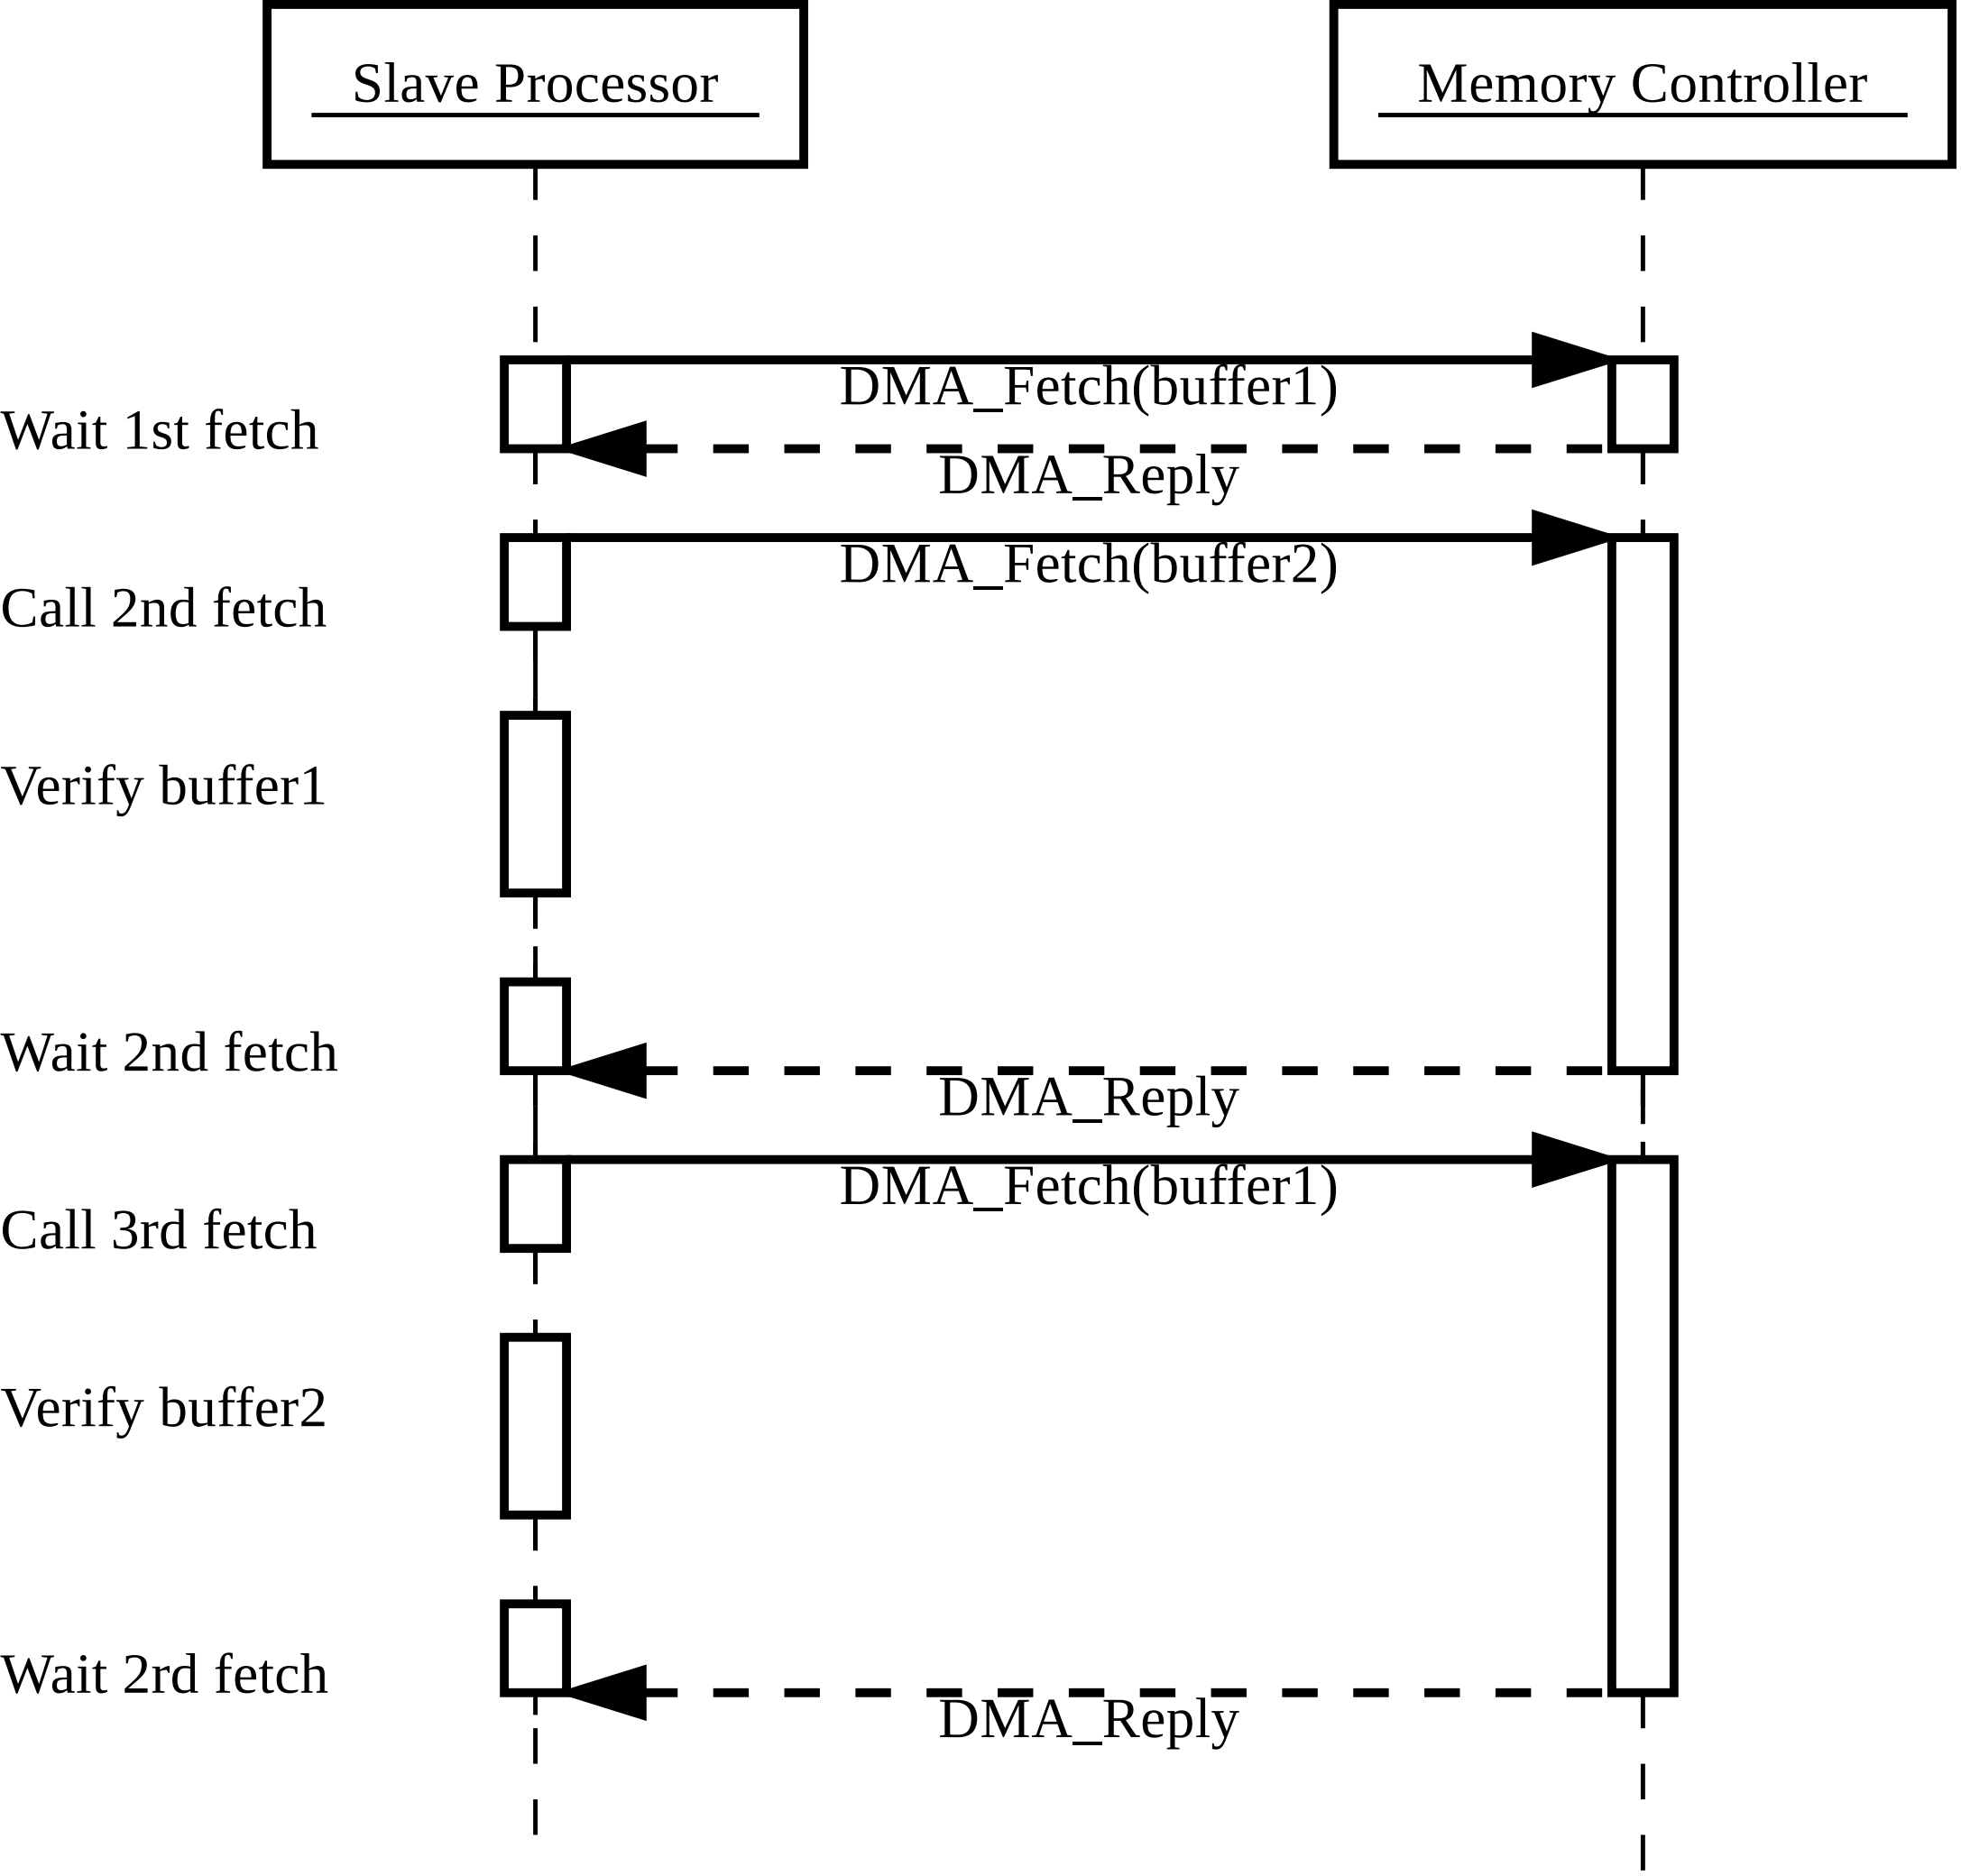 Slave Processor
Memory Controller
DMA_Fetch(buffer1)
Wait 1st fetch
DMA_Reply
DMA_Fetch(buffer2)
Call 2nd fetch
Verify buffer1
Wait 2nd fetch
DMA_Reply
DMA_Fetch(buffer1)
Call 3rd fetch
Verify buffer2
Wait 2rd fetch
DMA_Reply